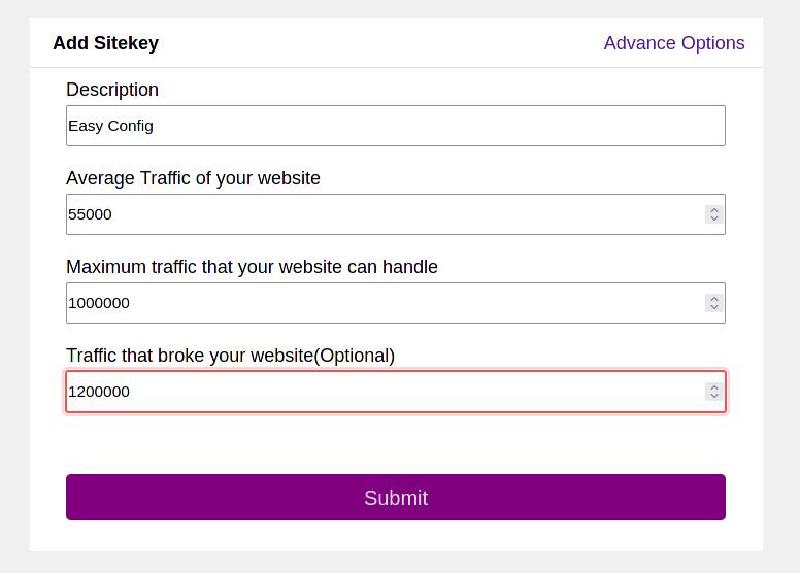 Add Sitekey
Advance Options
Description
Easy Config
Average Traffic of your website
55000
Maximum traffic that your website can handle
1000000
Traffic that broke your website(Optional)
1200000
Submit